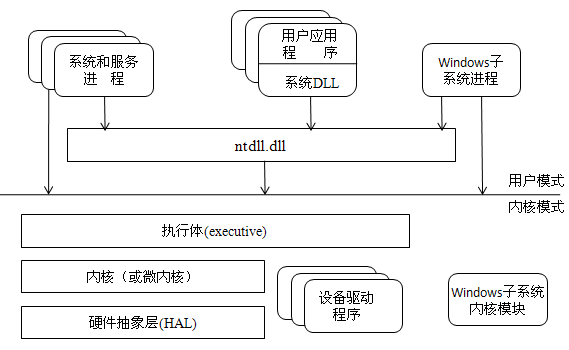 系统和服务
进　程
用户应用
程　　序
系统DLL
Windows子
系统进程
ntdll.dll
用户模式
内核模式
执行体(executive)
内核（或微内核）
设备驱动
程序
Windows子系统
内核模块
硬件抽象层(HAL)